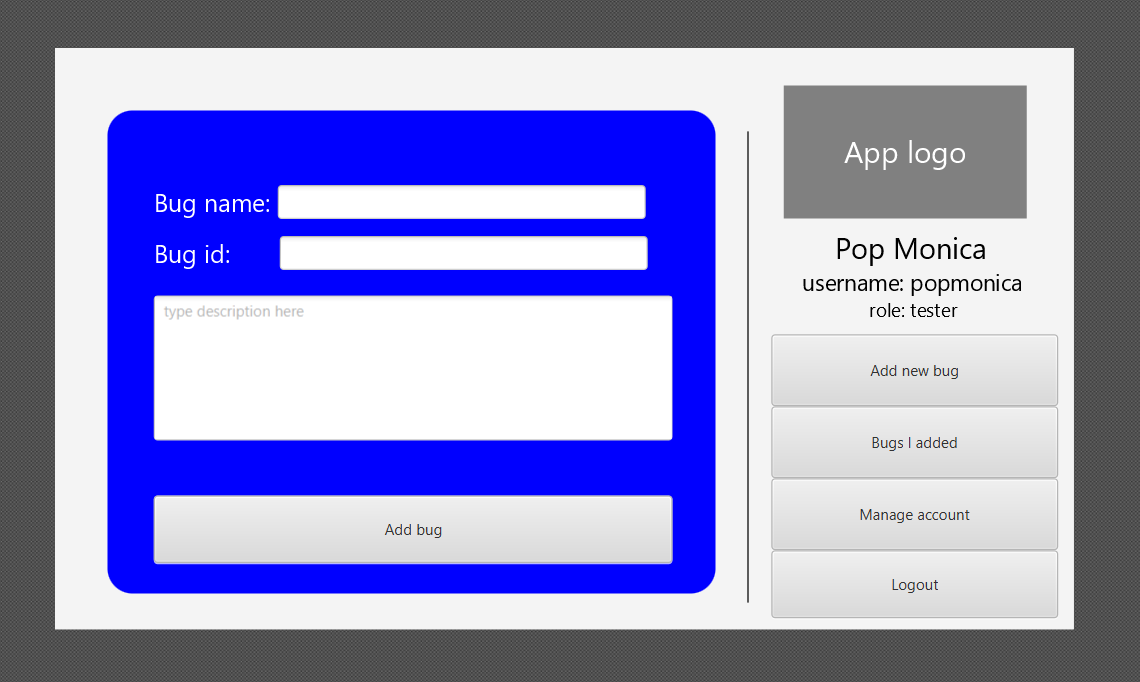 Bug name:
Bug id:
type description here
Add bug
App logo
Pop Monica
username: popmonica
role: tester
Add new bug
Bugs I added
Manage account
Logout